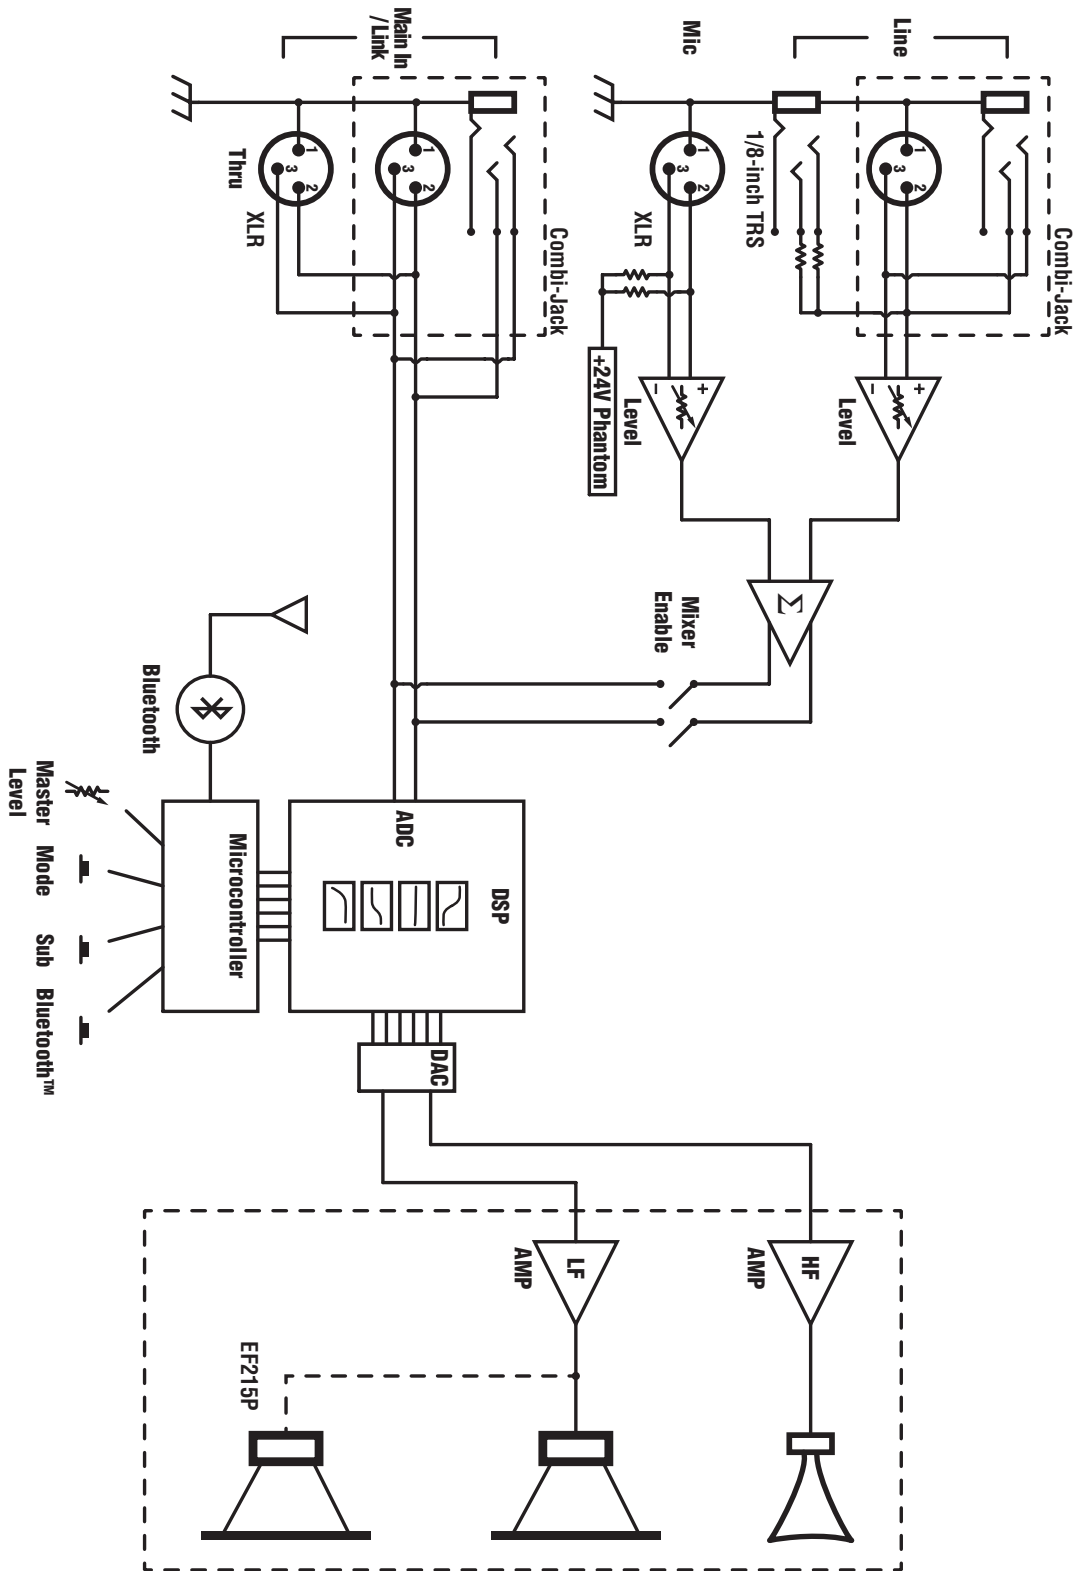 Line
Combi-Jack
1
2
3
+
–
Level
1/8-inch TRS
Mic
1
2
3
XLR
+24V Phantom
+
–
Level
Σ
Mixer
Enable
Main In
/Link
Combi-Jack
1
2
3
1
2
3
Thru
XLR
Bluetooth
ADC
DSP
DAC
Microcontroller
Master
Level
Mode
Sub
Bluetooth™
HF
AMP
LF
AMP
EF215P